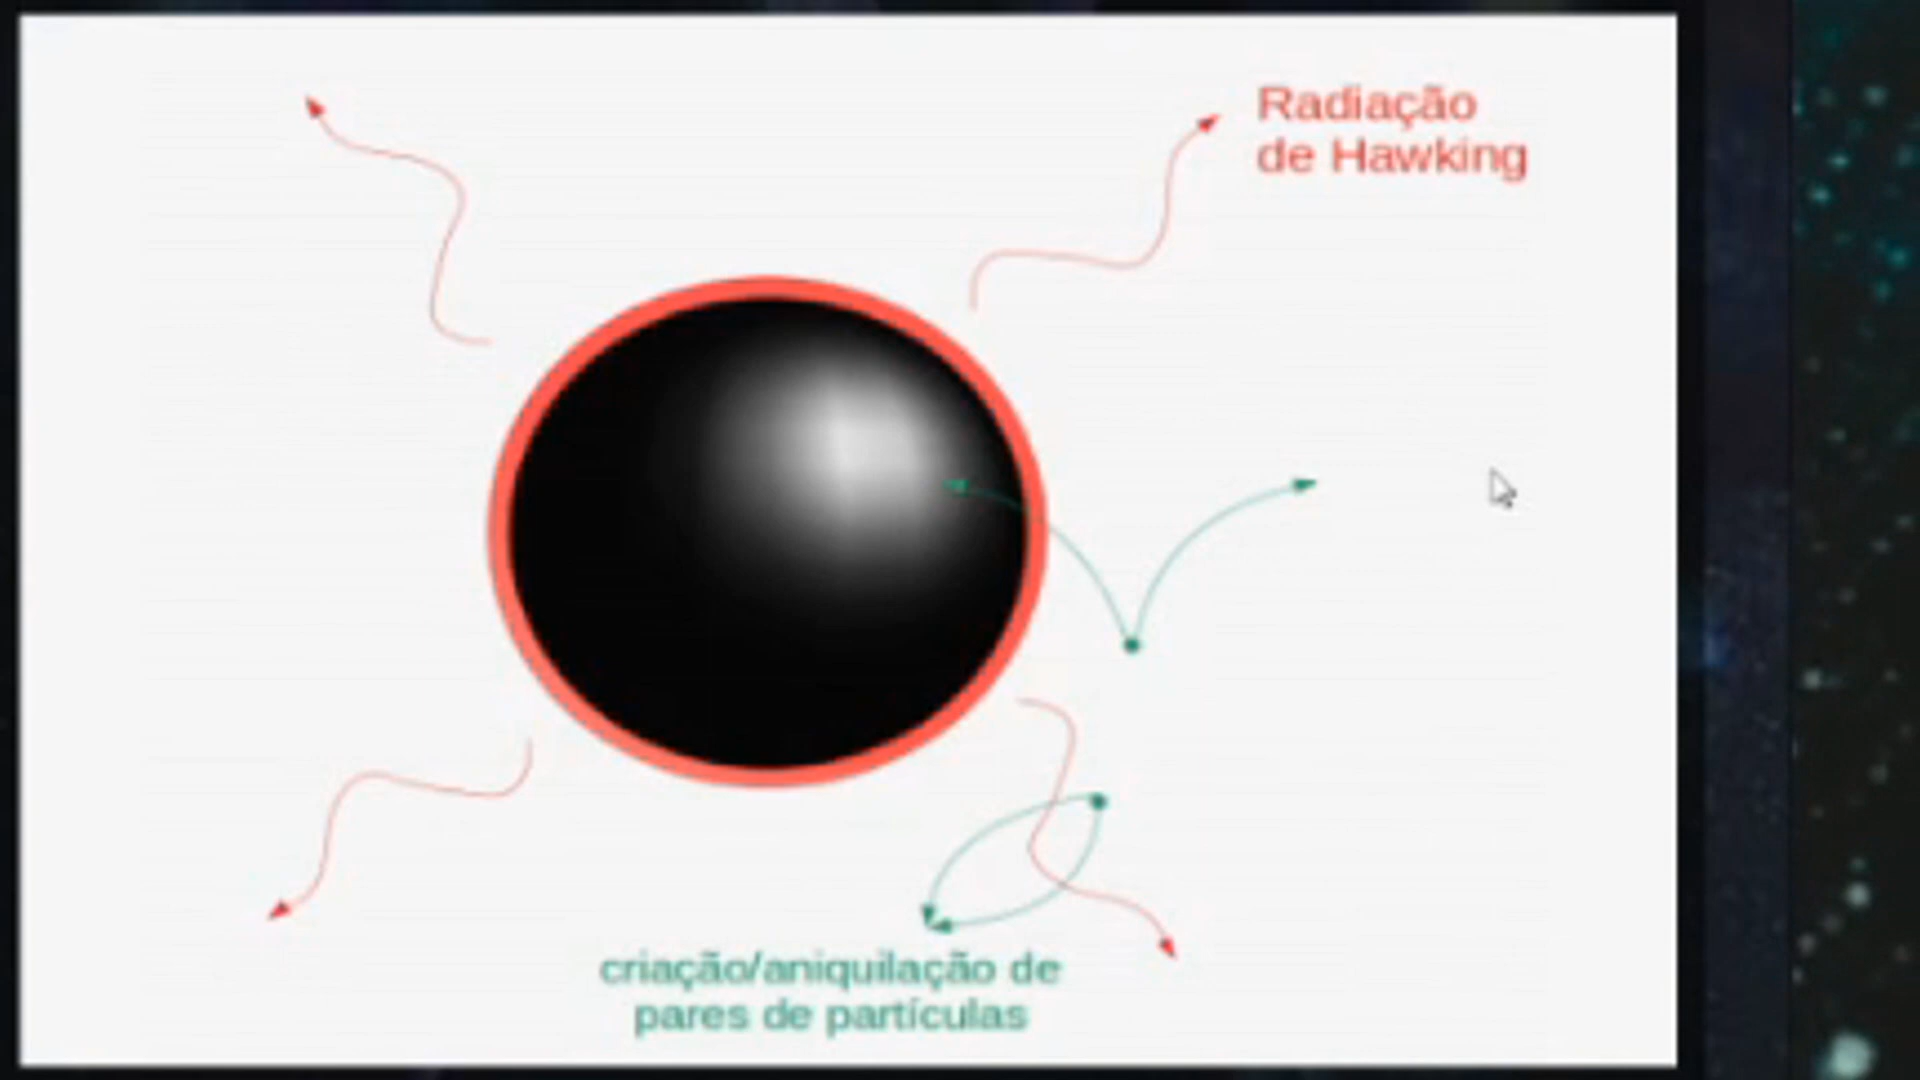 Radiação
de Hawking
criação/aniquilação de
pares de partículas